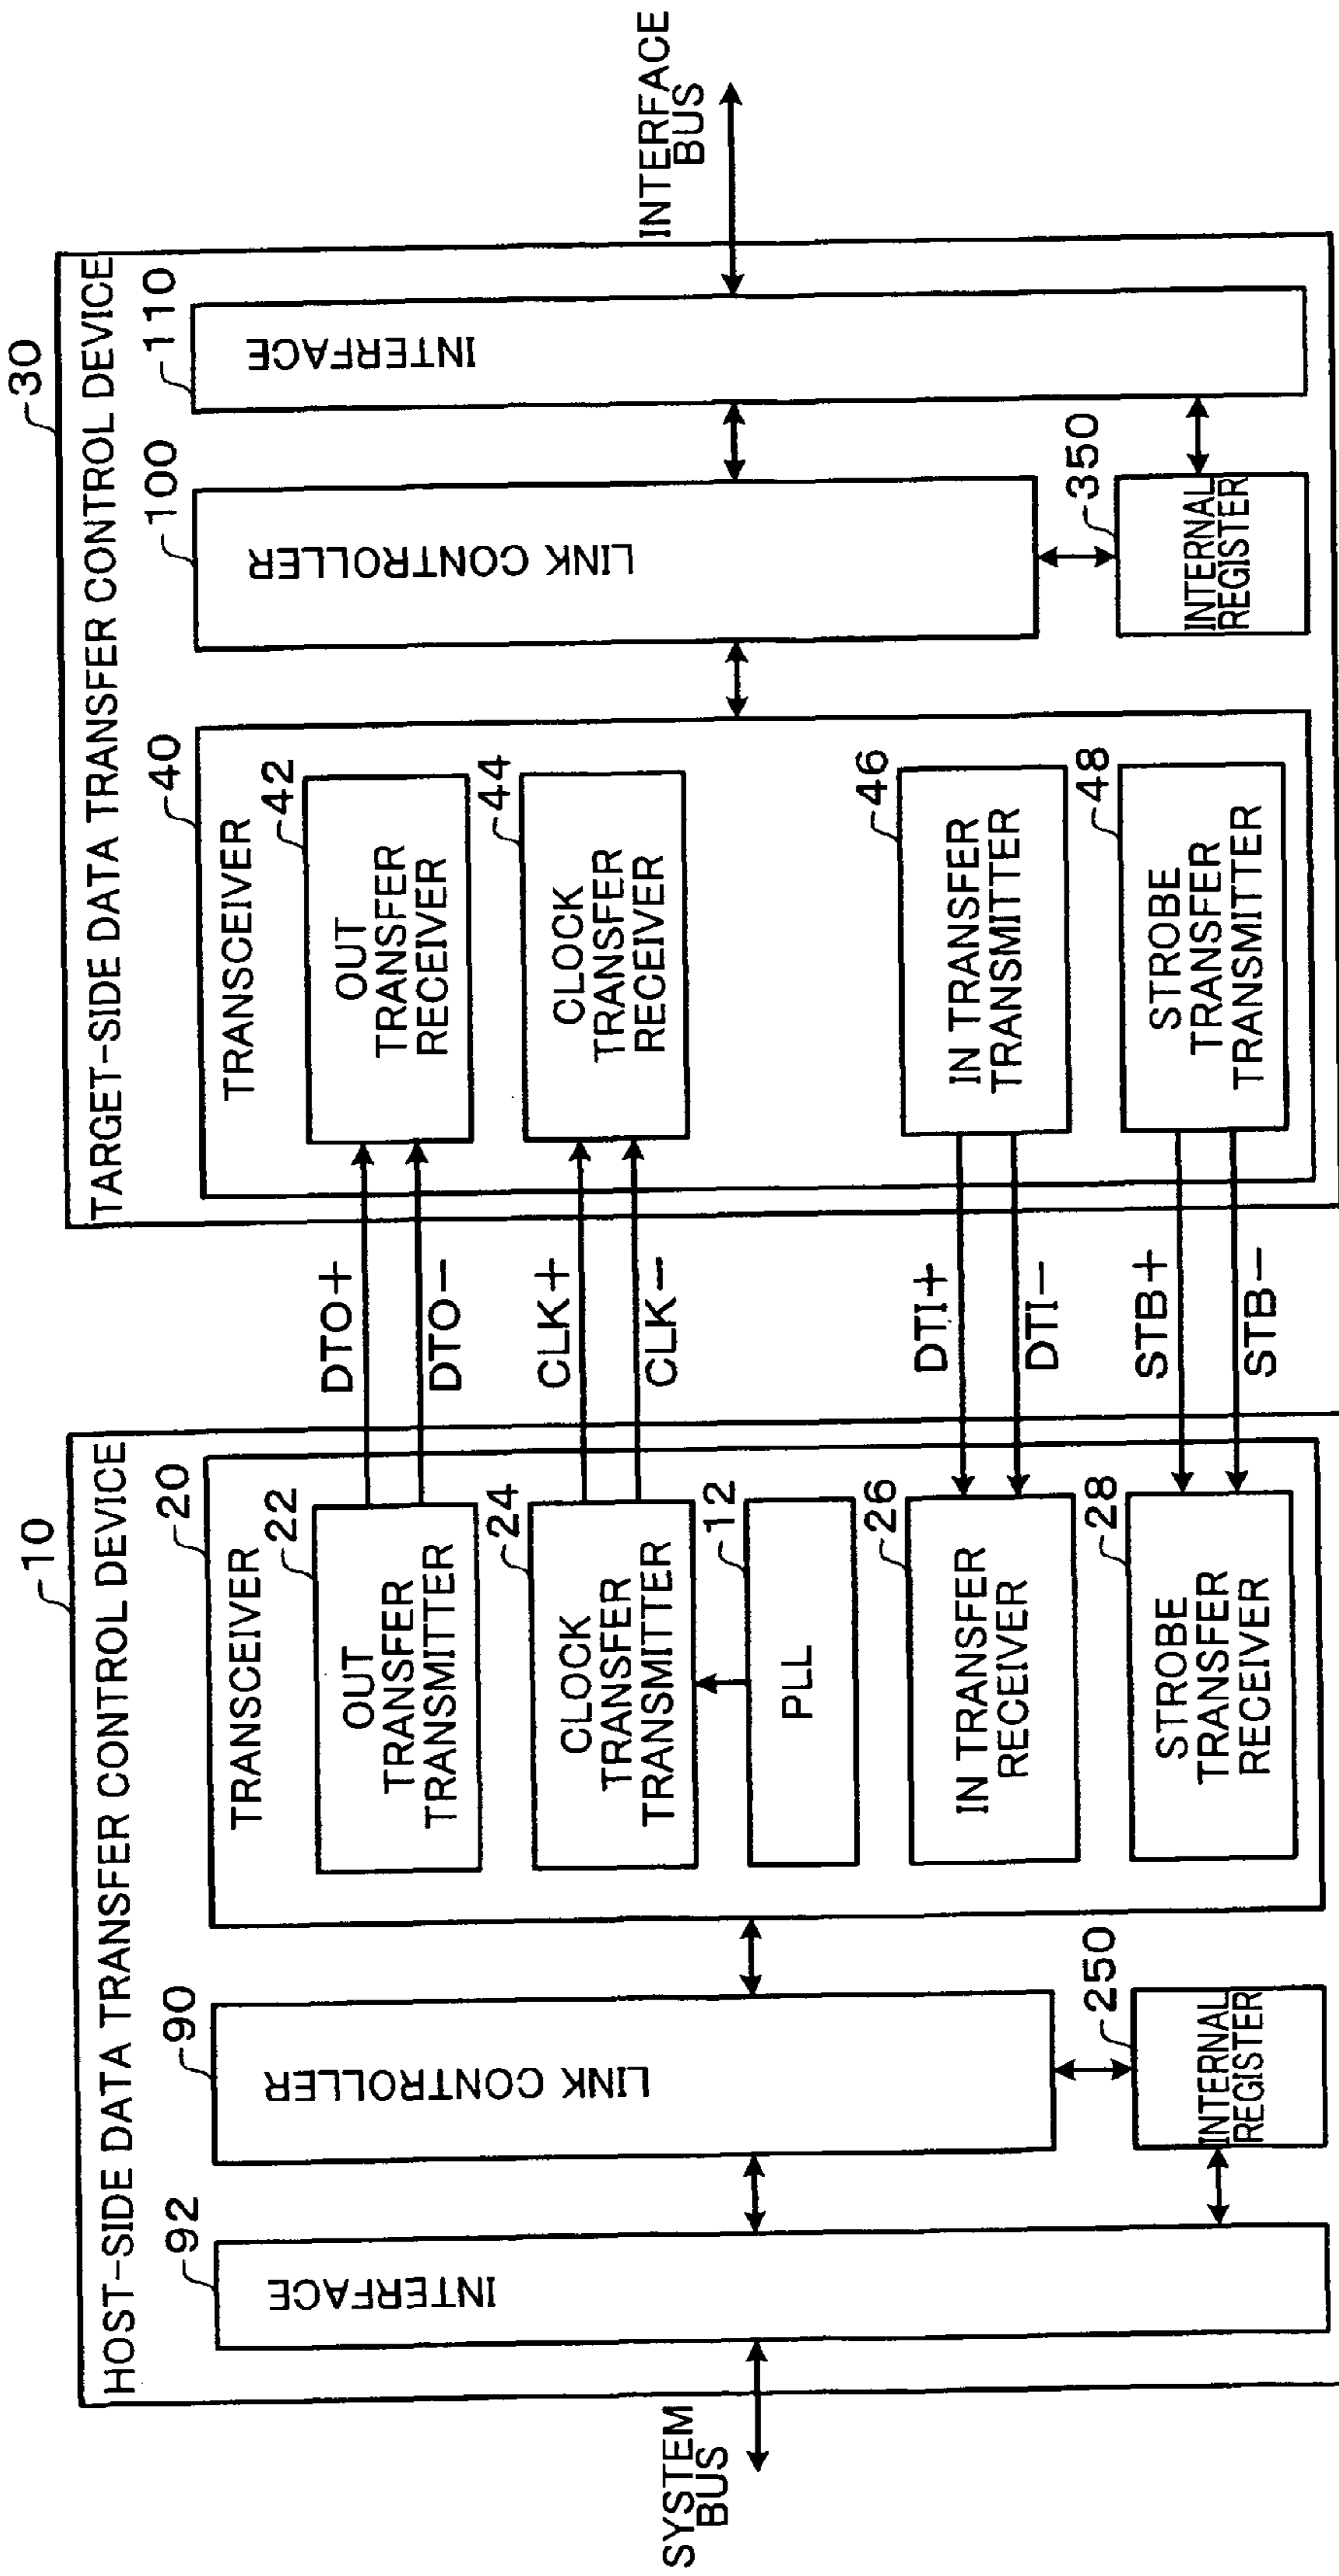 10
HOST-SIDE DATA TRANSFER CONTROL DEVICE
92
INTERFACE
SYSTEM
BUS
90
LINK CONTROLLER
250
INTERNAL
REGISTER
20
TRANSCEIVER
22
OUT
TRANSFER
TRANSMITTER
24
CLOCK
TRANSFER
TRANSMITTER
12
PLL
26
IN TRANSFER
RECEIVER
28
STROBE
TRANSFER
RECEIVER
DTO+
DTO-
CLK+
CLK-
DTI+
DTI-
STB+
STB-
30
TARGET-SIDE DATA TRANSFER CONTROL DEVICE
40
TRANSCEIVER
42
OUT
TRANSFER
RECEIVER
44
CLOCK
TRANSFER
RECEIVER
46
IN TRANSFER
TRANSMITTER
48
STROBE
TRANSFER
TRANSMITTER
100
LINK CONTROLLER
350
INTERNAL
REGISTER
110
INTERFACE
INTERFACE
BUS